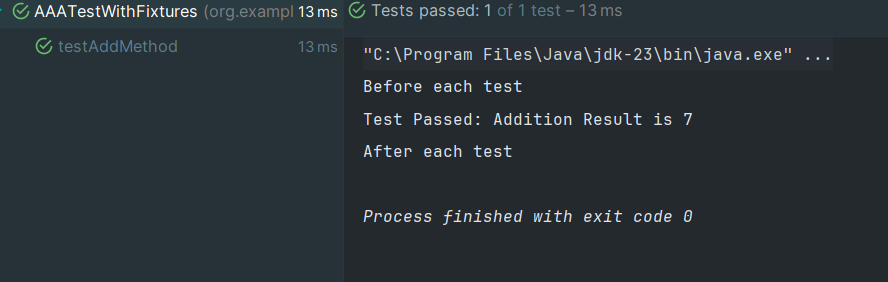 AAATestWithFixtures (org.exampl 13 ms
testAddMethod 13 ms
Tests passed: 1 of 1 test – 13 ms
"C:\Program Files\Java\jdk-23\bin\java.exe" ...
Before each test
Test Passed: Addition Result is 7
After each test
Process finished with exit code 0